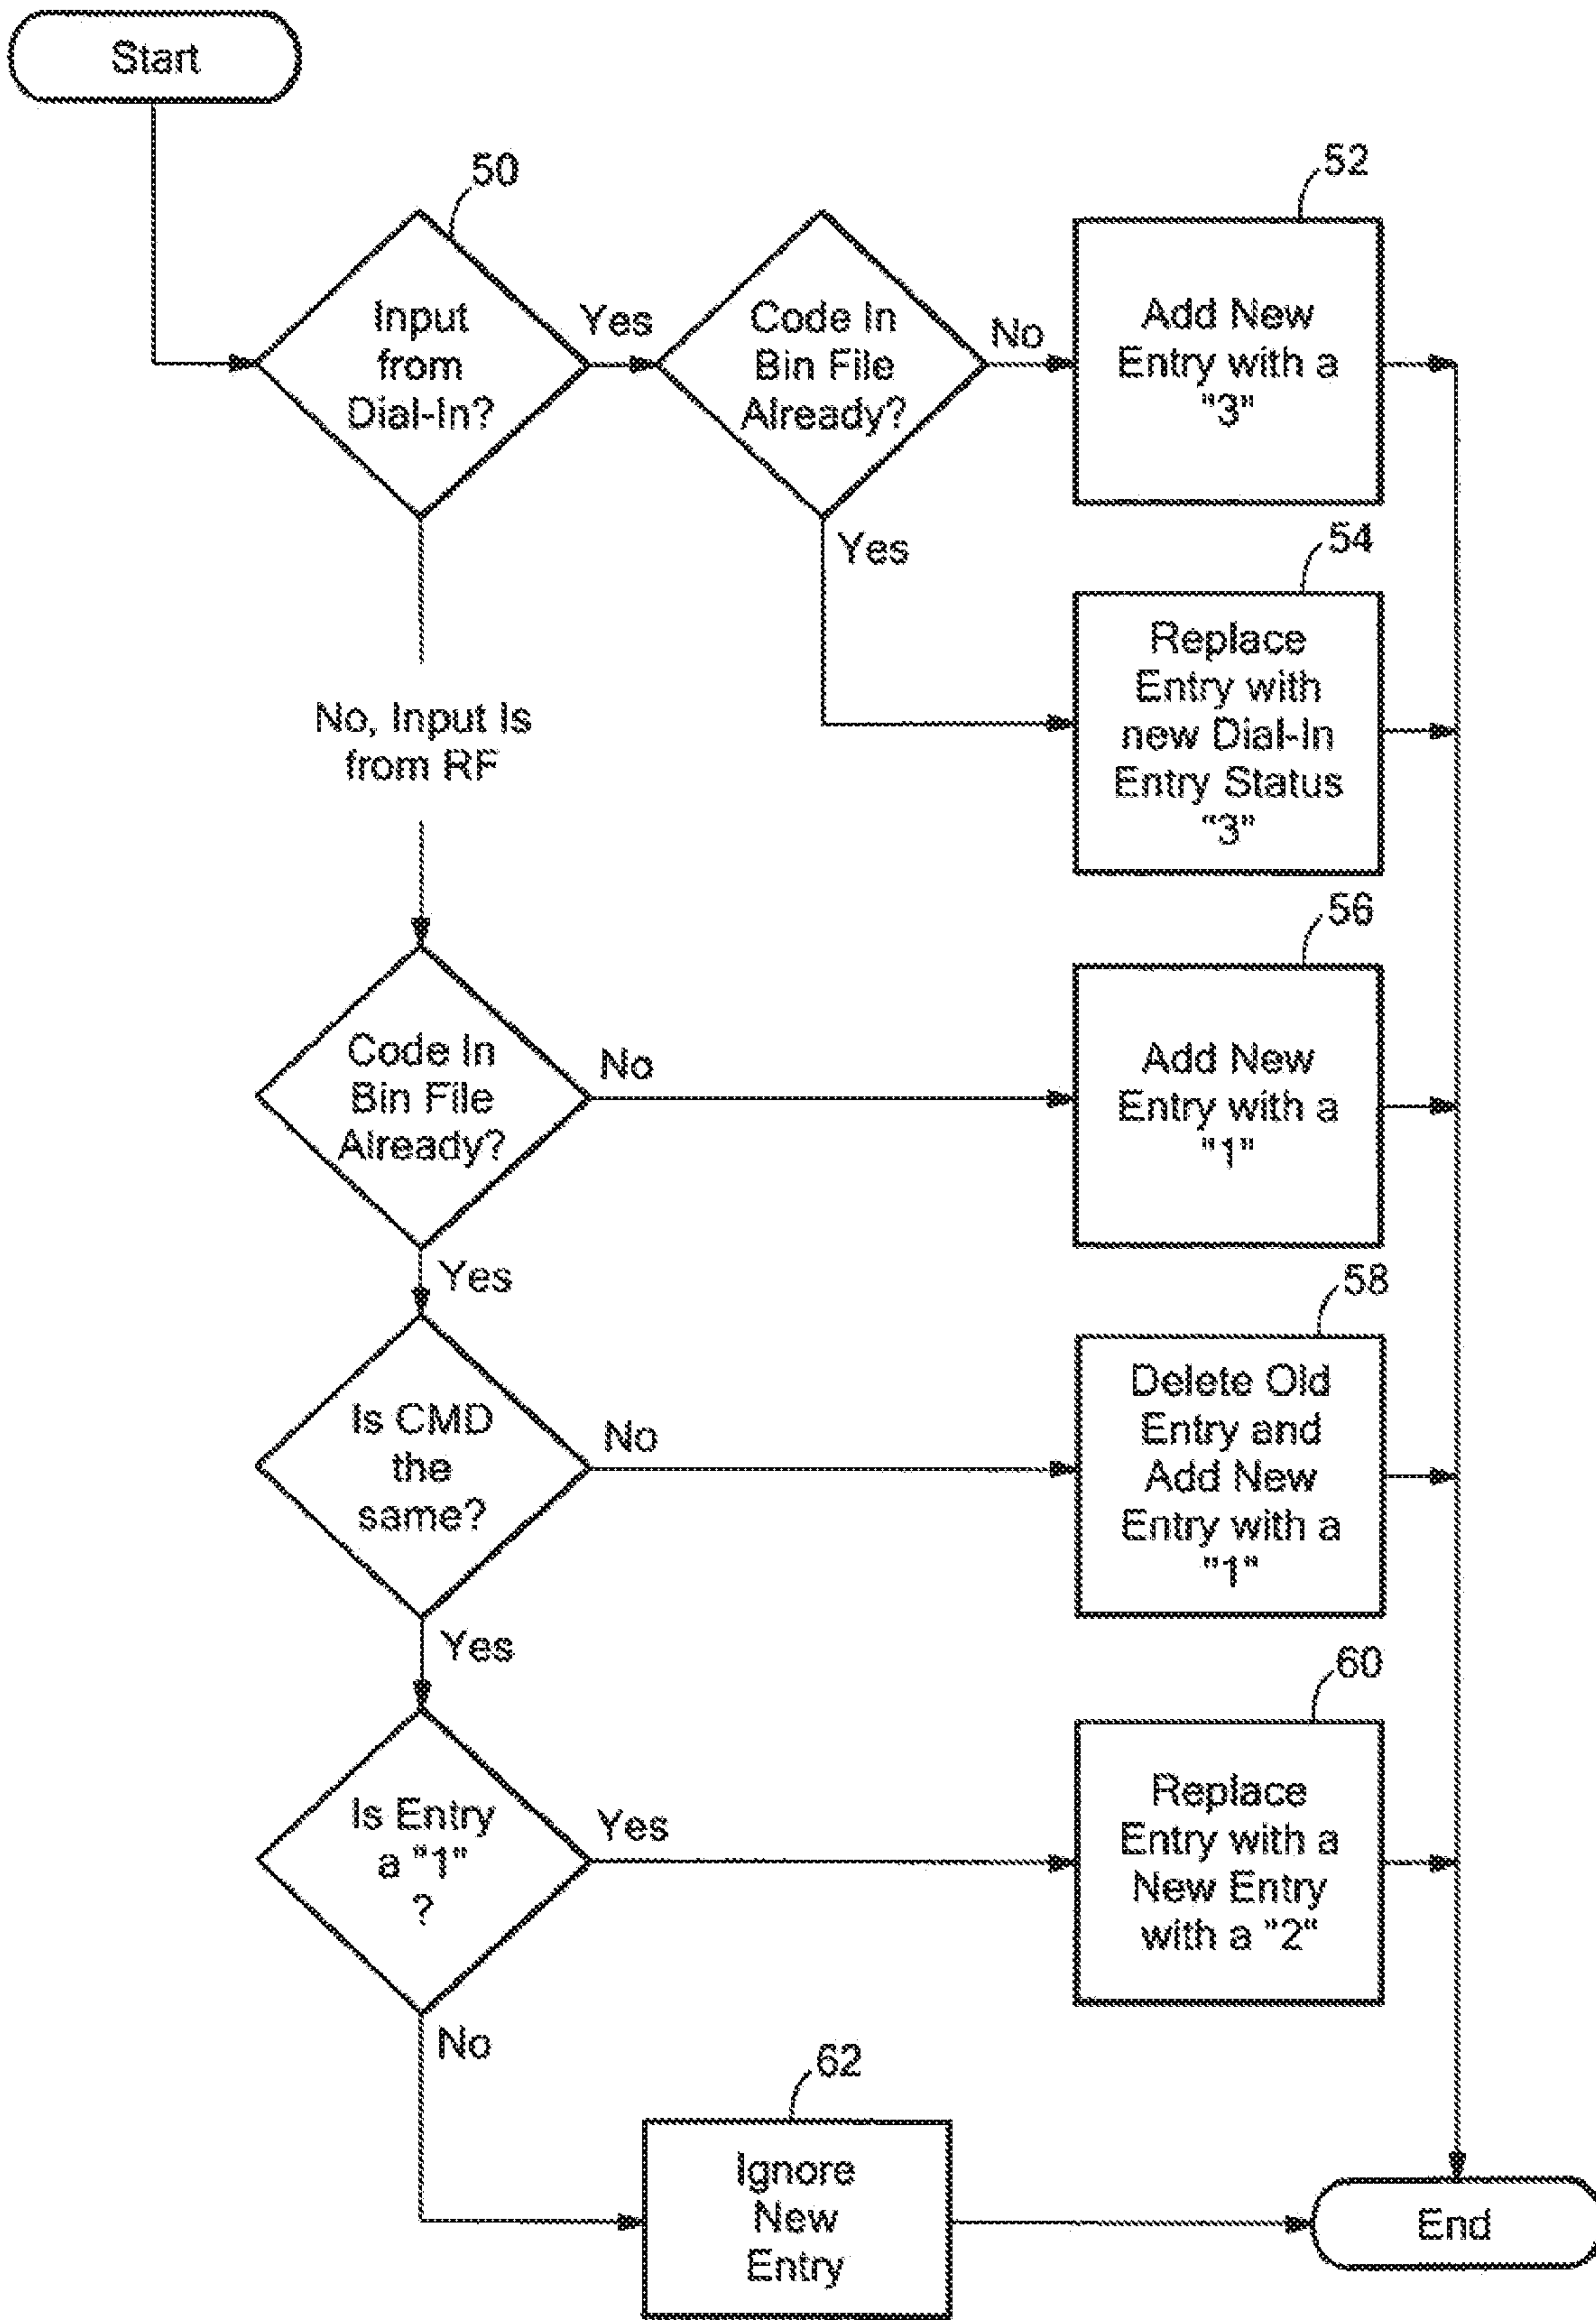 Start
50
Input
from
Dial-In?
Yes
Code In
Bin File
Already?
No
52
Add New
Entry with a
"3"
Yes
54
Replace
Entry with
new Dial-In
Entry Status
"3"
No, Input Is
from RF
Code In
Bin File
Already?
No
56
Add New
Entry with a
"1"
Yes
Is CMD
the
same?
No
58
Delete Old
Entry and
Add New
Entry with a
"1"
Yes
Is Entry
a "1"
?
Yes
60
Replace
Entry with a
New Entry
with a "2"
No
62
Ignore
New
Entry
End